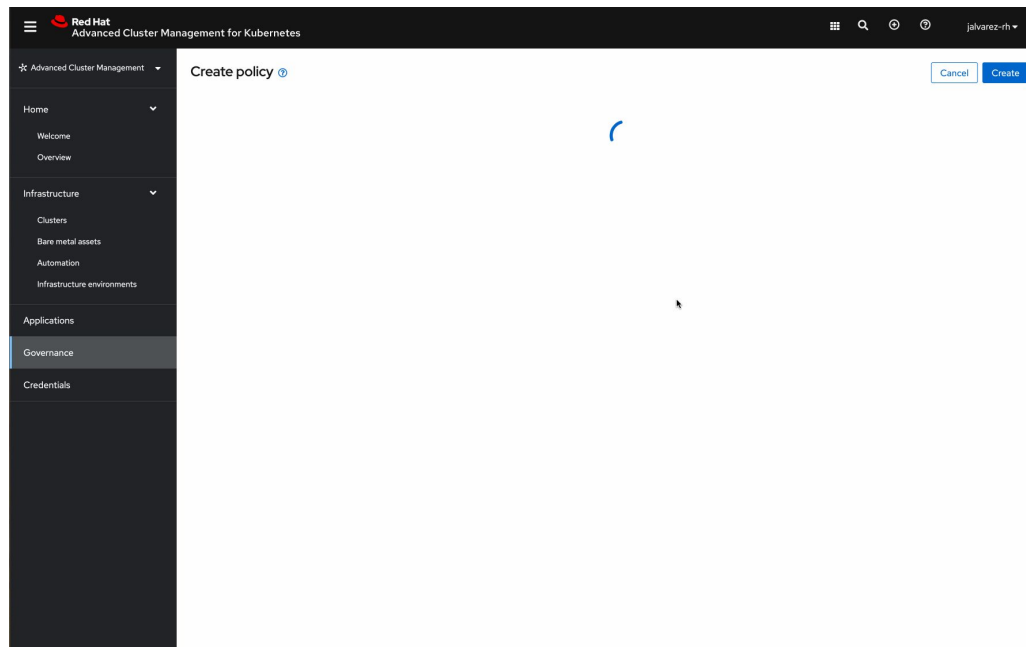 Red Hat
Advanced Cluster Management for Kubernetes
jalvarez-rh
Advanced Cluster Management
Create policy
Cancel
Create
Home
Welcome
Overview
Infrastructure
Clusters
Bare metal assets
Automation
Infrastructure environments
Applications
Governance
Credentials